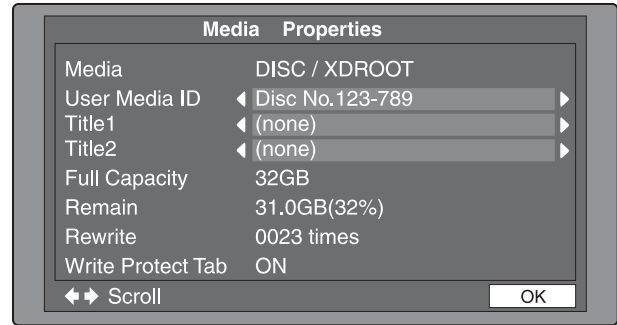 Media Properties
Media DISC / XDROOT
User Media ID Disc No.123-789
Title1 (none)
Title2 (none)
Full Capacity 32GB
Remain 31.0GB(32%)
Rewrite 0023 times
Write Protect Tab ON
Scroll OK